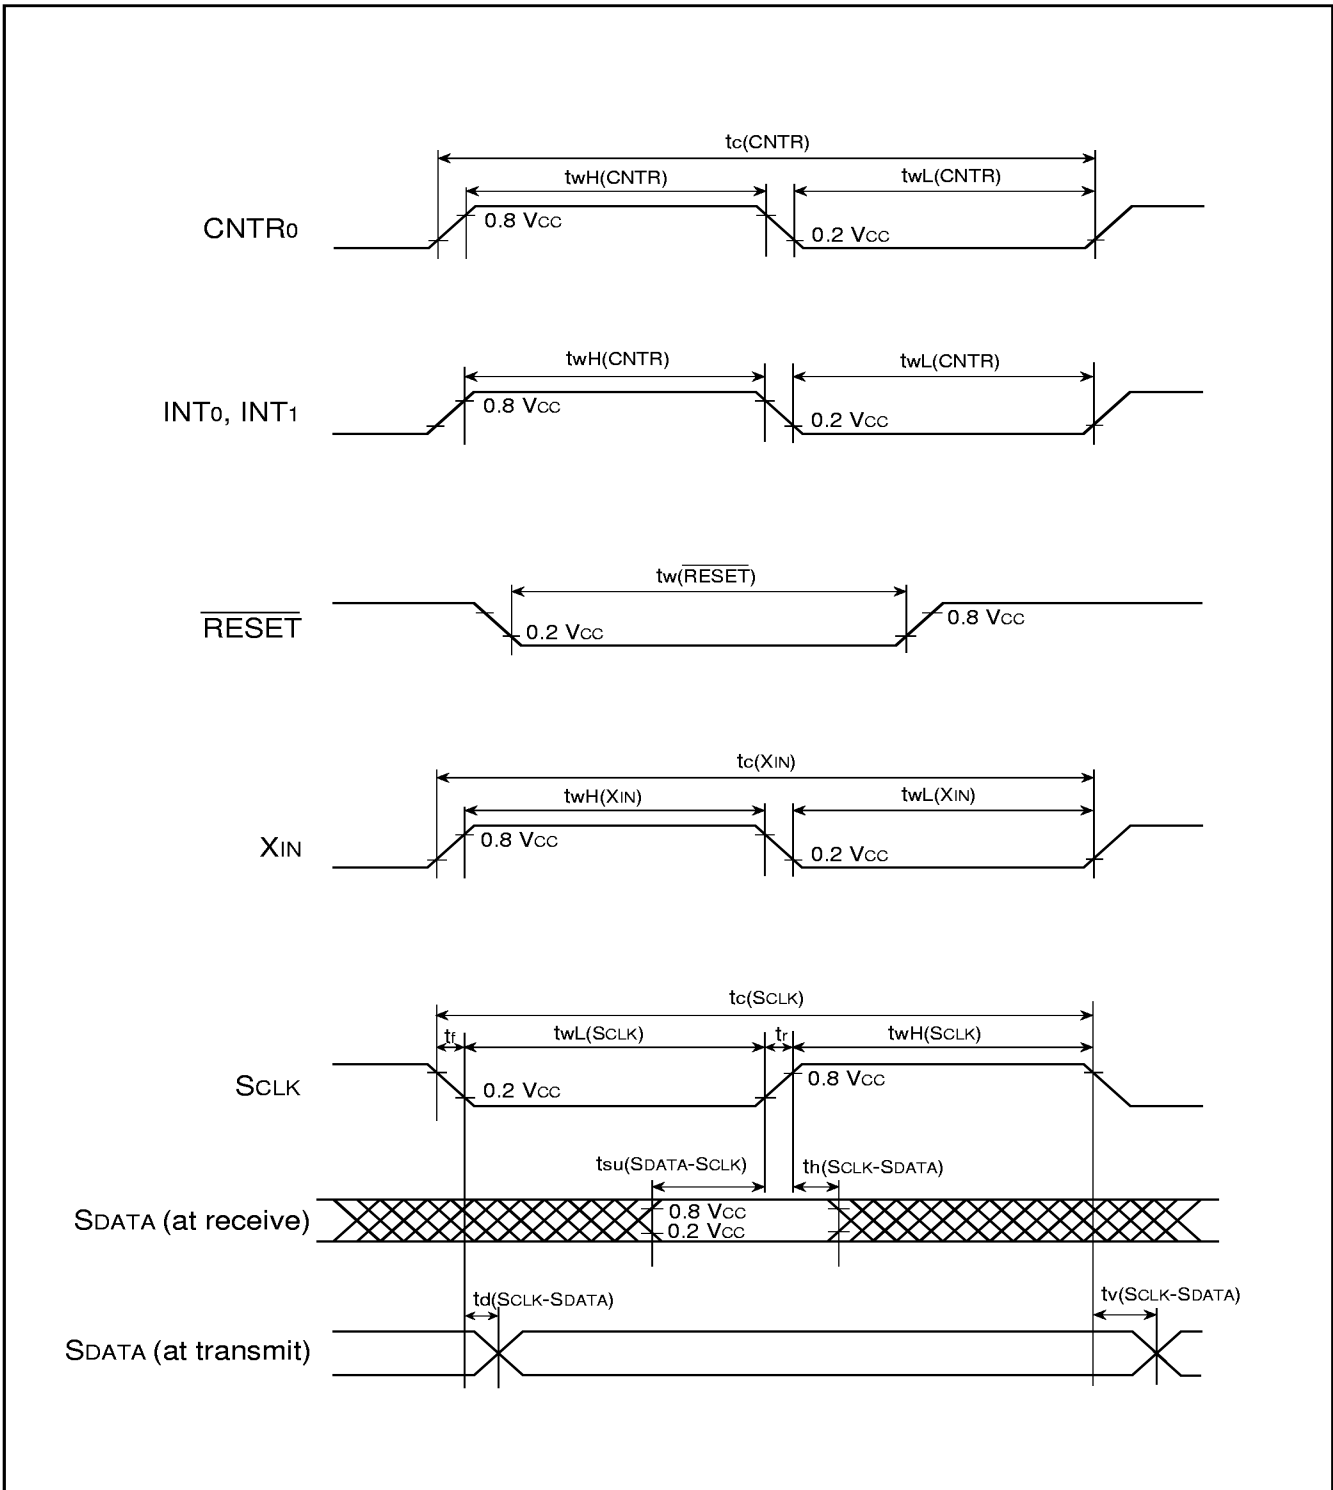 tc(CNTR)
twH(CNTR) twL(CNTR)
CNTR0 0.8 VCC 0.2 VCC
twH(CNTR) twL(CNTR)
INT0, INT1 0.8 VCC 0.2 VCC
tw(RESET)
RESET 0.2 VCC 0.8 VCC
tc(XIN)
twH(XIN) twL(XIN)
XIN 0.8 VCC 0.2 VCC
tc(SCLK)
tf twL(SCLK) tr twH(SCLK)
SCLK 0.2 VCC 0.8 VCC
tsu(SDATA-SCLK) th(SCLK-SDATA)
SDATA (at receive) 0.8 VCC
0.2 VCC
td(SCLK-SDATA) tv(SCLK-SDATA)
SDATA (at transmit)